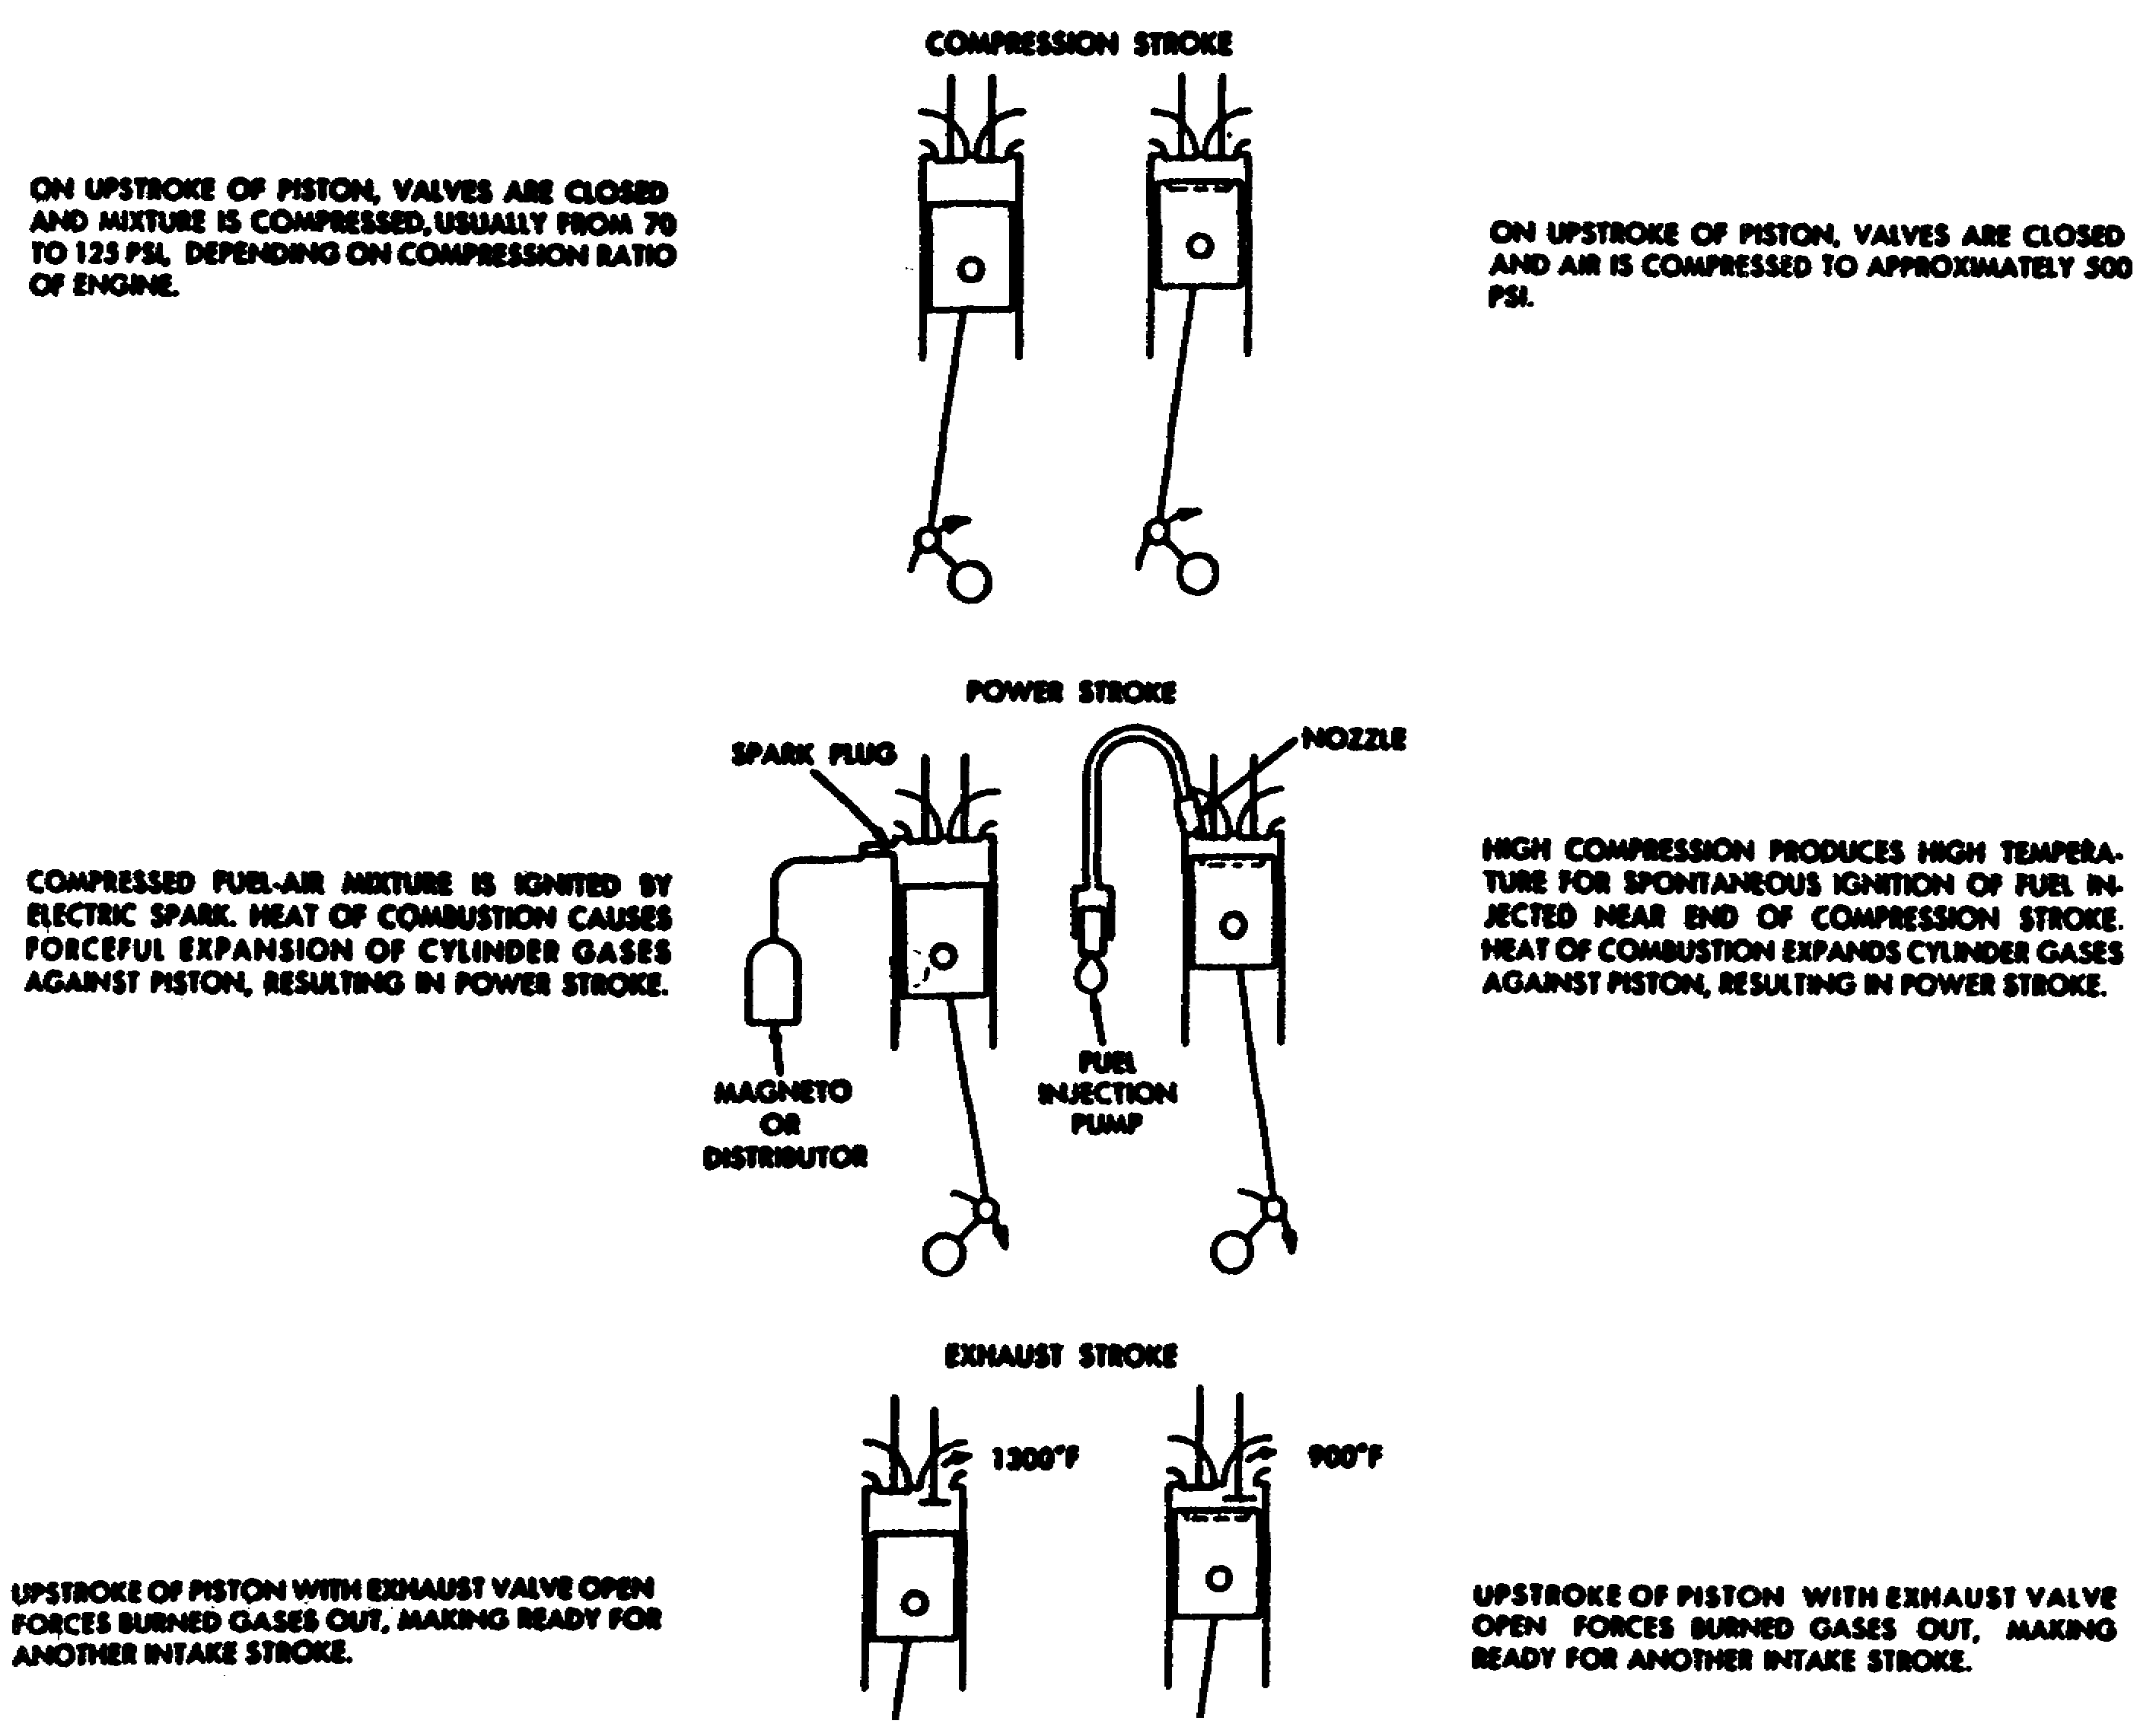 COMPRESSION STROKE
ON UPSTROKE OF PISTON, VALVES ARE CLOSED
AND MIXTURE IS COMPRESSED, USUALLY FROM 70
TO 125 PSI, DEPENDING ON COMPRESSION RATIO
OF ENGINE.
ON UPSTROKE OF PISTON, VALVES ARE CLOSED
AND AIR IS COMPRESSED TO APPROXIMATELY 500
PSI.
POWER STROKE
SPARK PLUG
NOZZLE
COMPRESSED FUEL-AIR MIXTURE IS IGNITED BY
ELECTRIC SPARK. HEAT OF COMBUSTION CAUSES
FORCEFUL EXPANSION OF CYLINDER GASES
AGAINST PISTON, RESULTING IN POWER STROKE.
MAGNETO
OR
DISTRIBUTOR
FUEL
INJECTION
PUMP
HIGH COMPRESSION PRODUCES HIGH TEMPERA-
TURE FOR SPONTANEOUS IGNITION OF FUEL IN-
JECTED NEAR END OF COMPRESSION STROKE.
HEAT OF COMBUSTION EXPANDS CYLINDER GASES
AGAINST PISTON, RESULTING IN POWER STROKE.
EXHAUST STROKE
1300°F
900°F
UPSTROKE OF PISTON WITH EXHAUST VALVE OPEN
FORCES BURNED GASES OUT, MAKING READY FOR
ANOTHER INTAKE STROKE.
UPSTROKE OF PISTON WITH EXHAUST VALVE
OPEN FORCES BURNED GASES OUT, MAKING
READY FOR ANOTHER INTAKE STROKE.